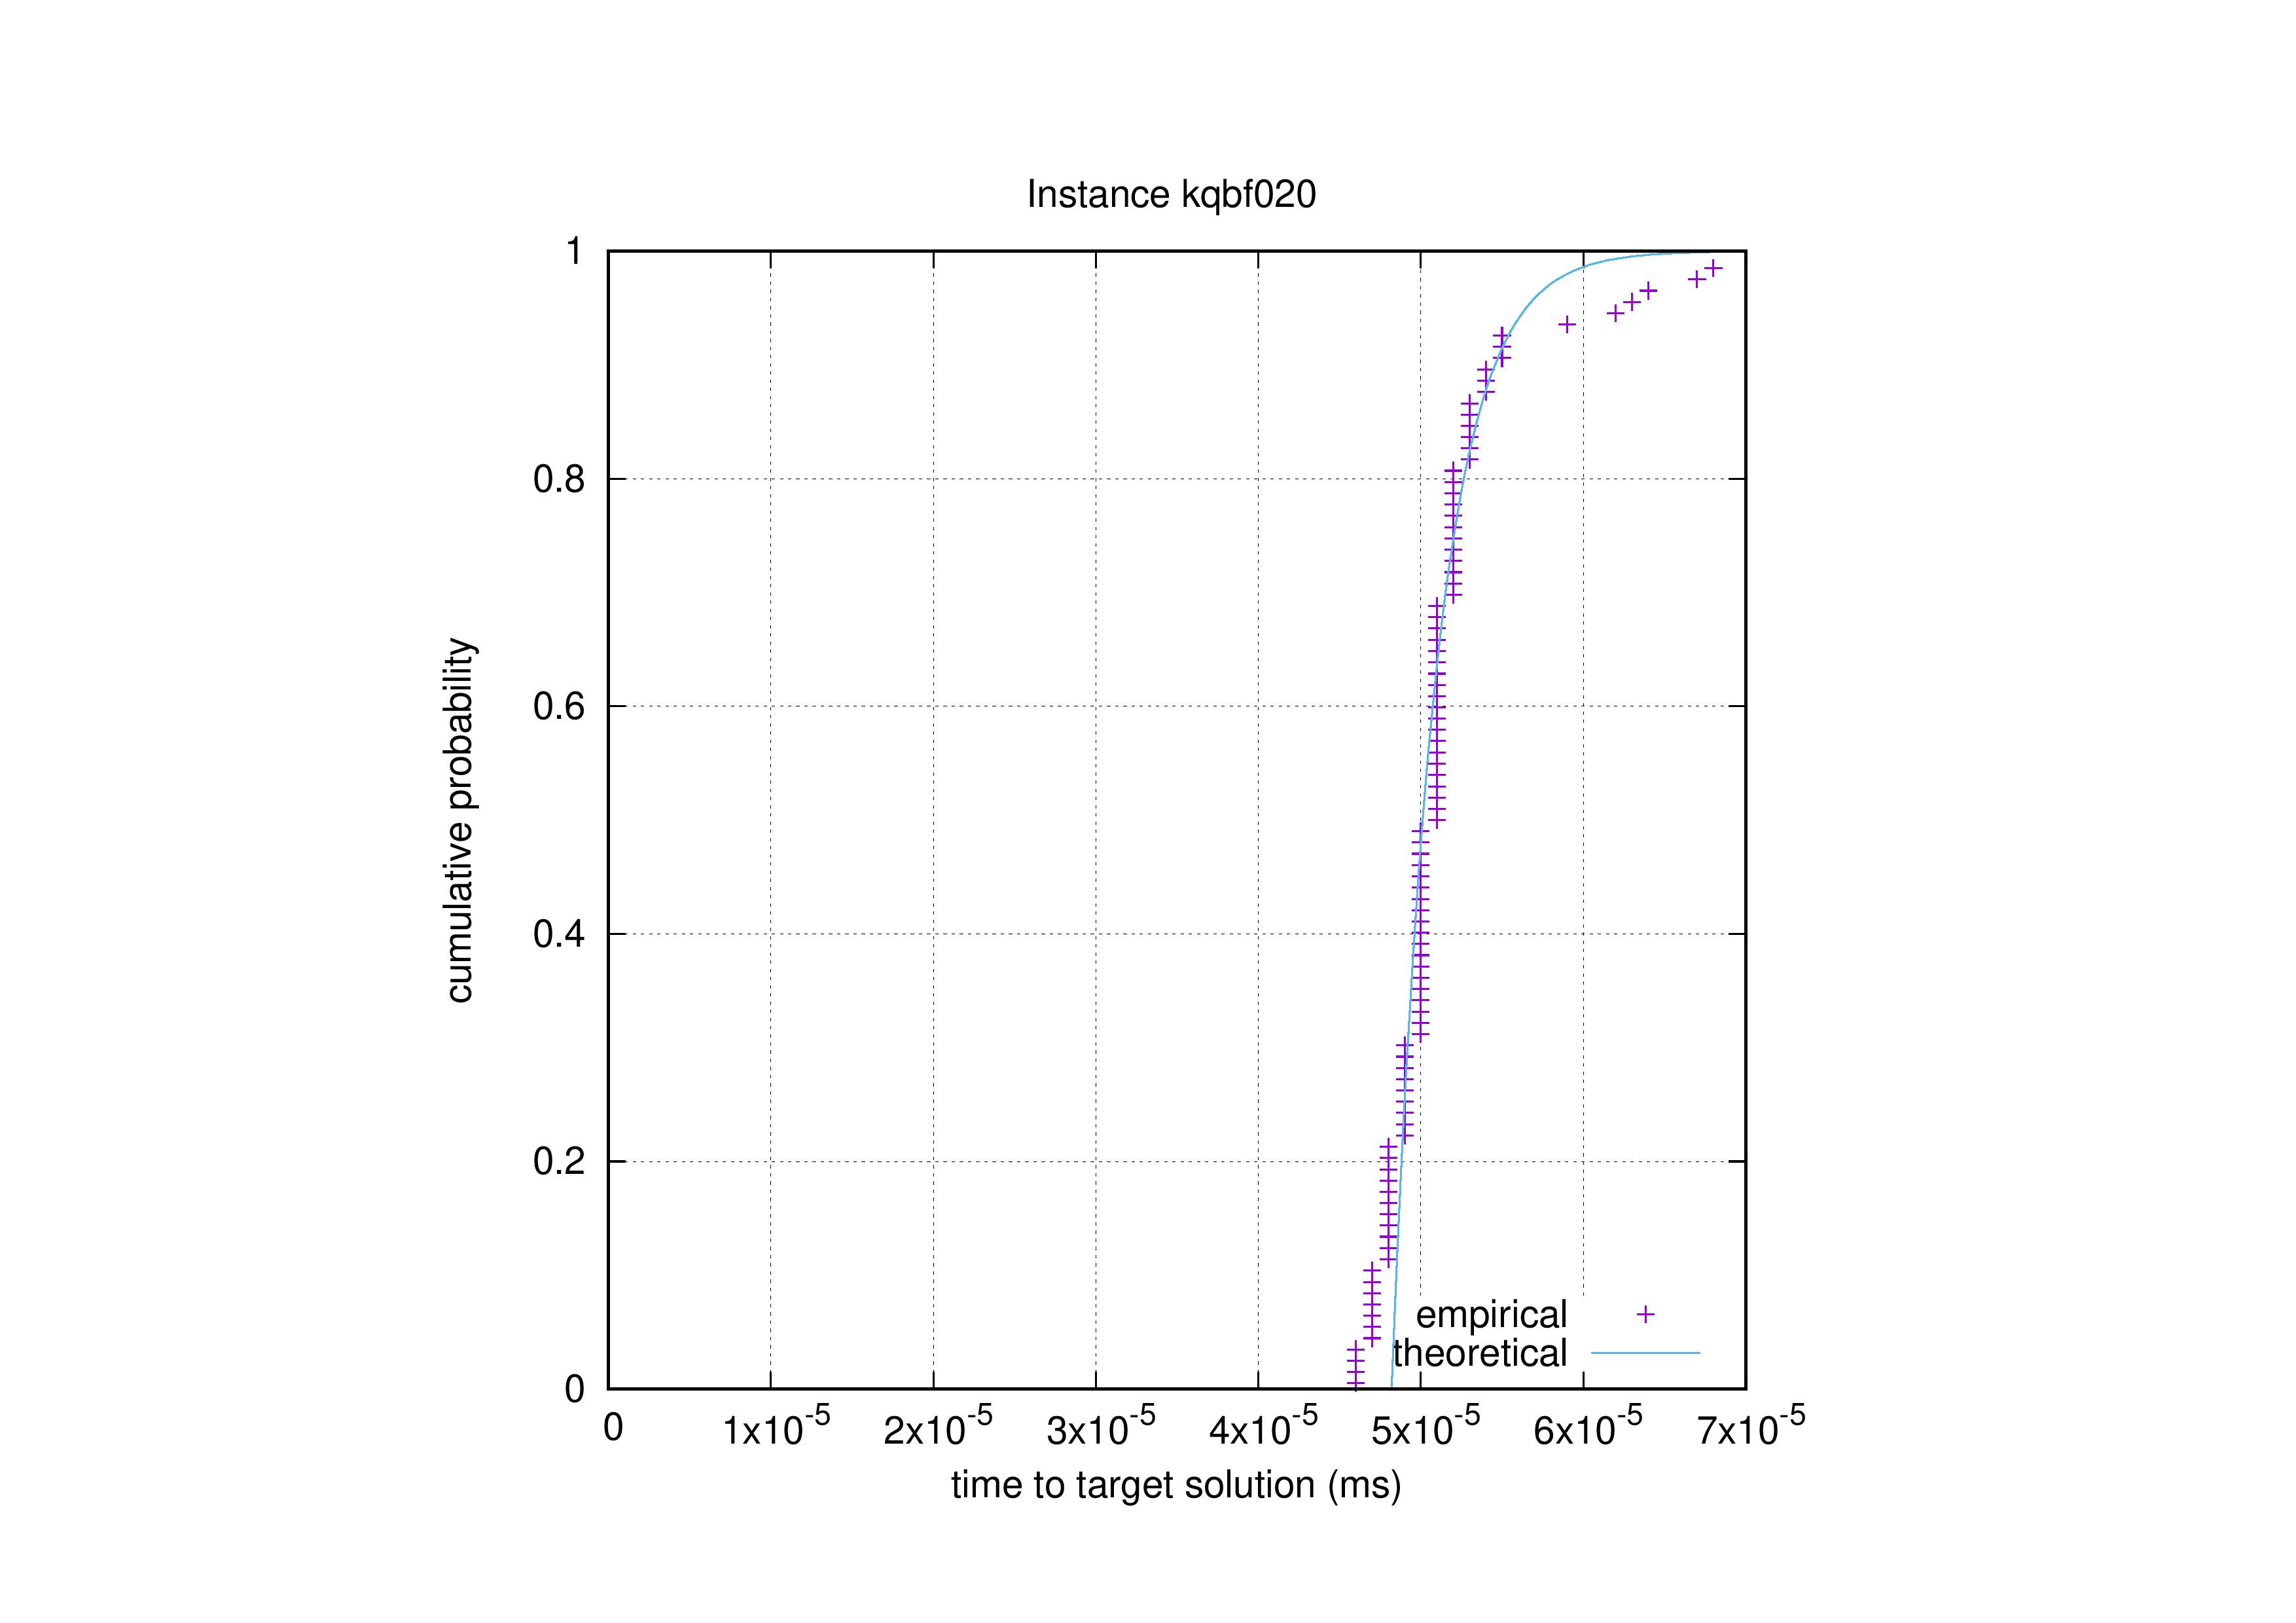 Instance kqbf020
1
0.8
0.6
0.4
0.2
0
cumulative probability
empirical
theoretical
0 1x10-5 2x10-5 3x10-5 4x10-5 5x10-5 6x10-5 7x10-5
time to target solution (ms)